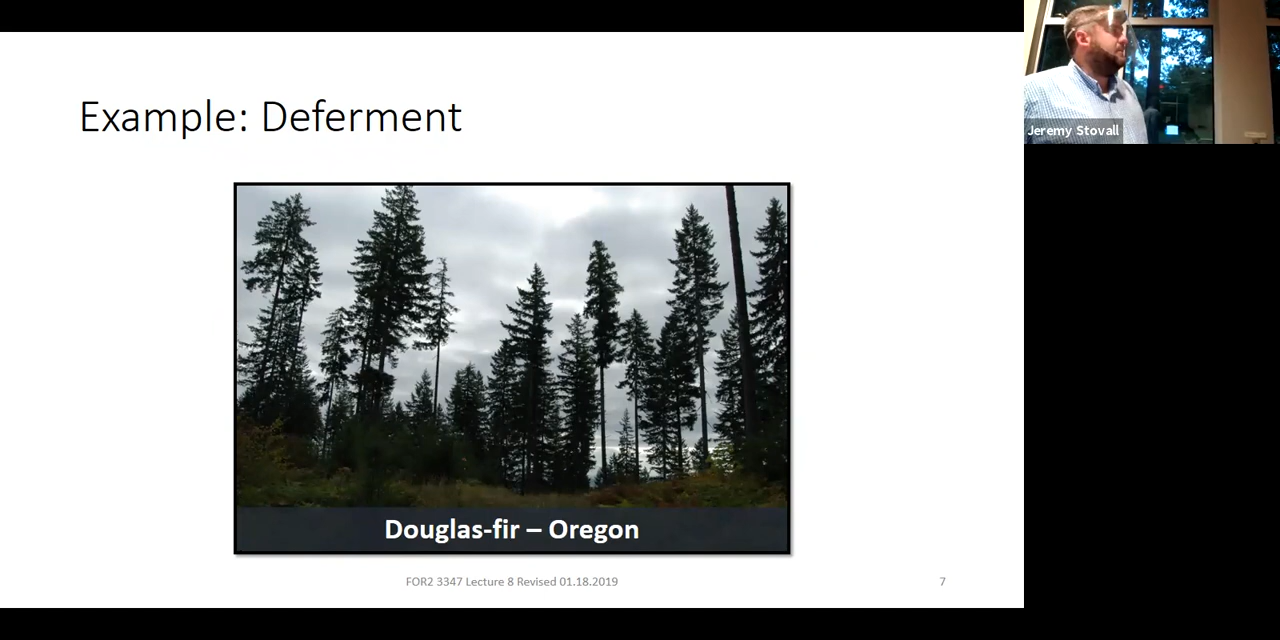 Example: Deferment
Jeremy Stovall
Douglas-fir – Oregon
FOR2 3347 Lecture 8 Revised 01.18.2019
7